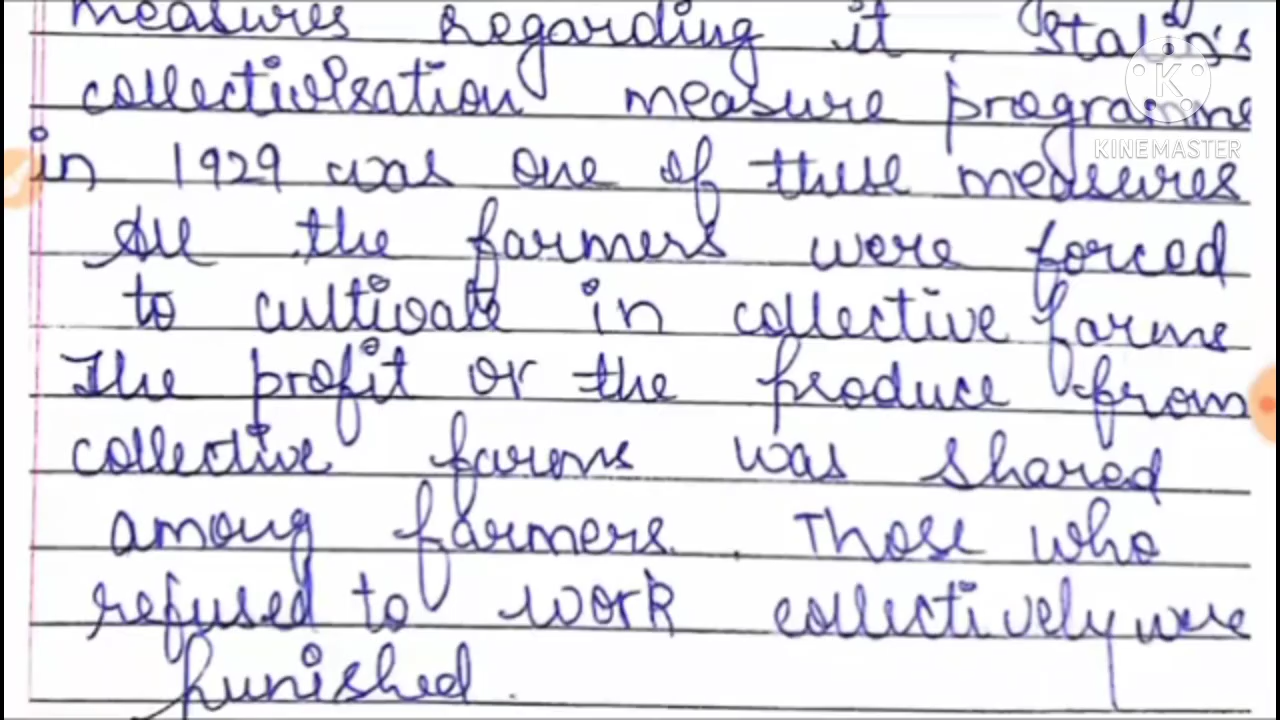 measures regarding it. Stalin's
collectivisation measure programme
in 1929 was one of these measures
All the farmers were forced
to cultivate in collective farms
The profit or the produce from
collective farms was shared
among farmers. Those who
refused to work collectively were
punished.
K
KINEMASTER